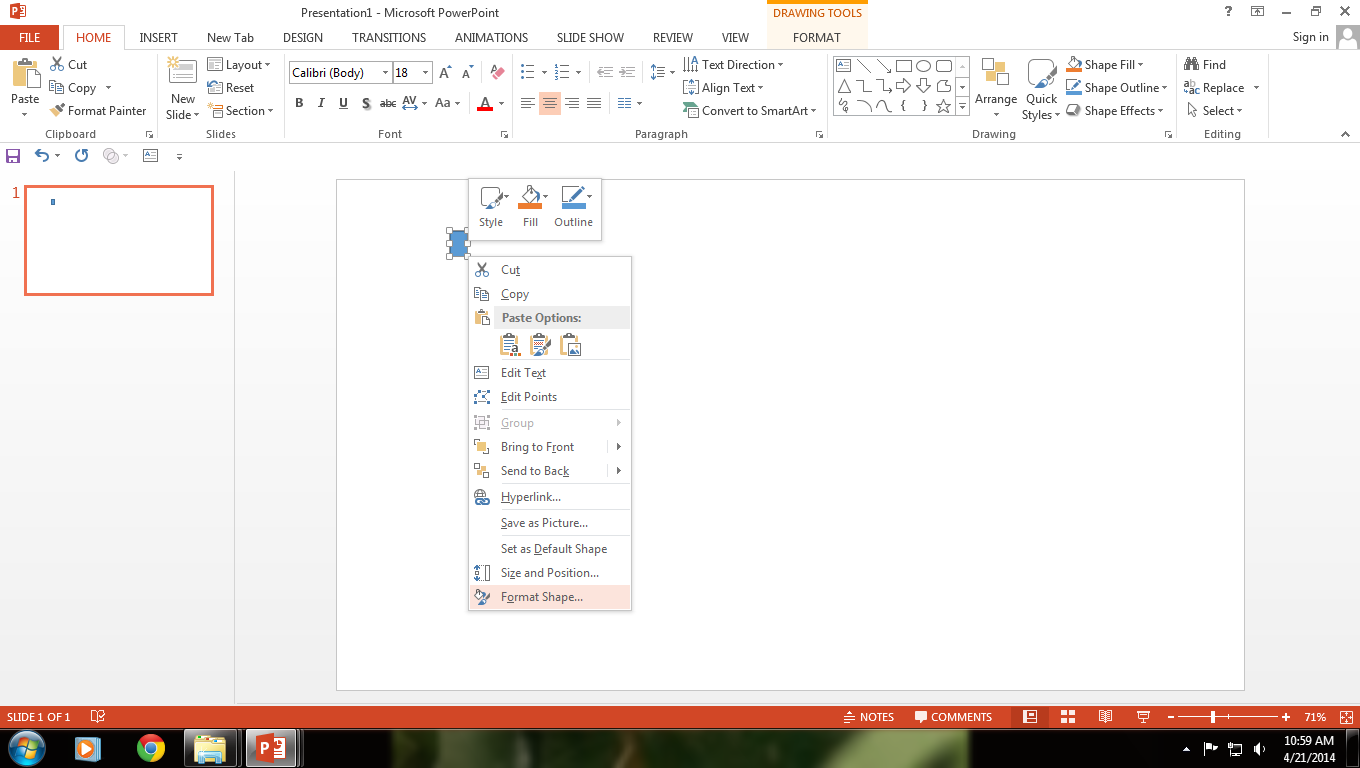 Presentation1 - Microsoft PowerPoint
DRAWING TOOLS
?
FILE HOME INSERT New Tab DESIGN TRANSITIONS ANIMATIONS SLIDE SHOW REVIEW VIEW FORMAT
Sign in
Paste
Cut
Copy
Format Painter
Clipboard
New
Slide
Layout
Reset
Section
Slides
Calibri (Body) 18
B I U S abc AV Aa A
Font
Text Direction
Align Text
Convert to SmartArt
Paragraph
Arrange
Quick
Styles
Shape Fill
Shape Outline
Shape Effects
Drawing
Find
Replace
Select
Editing
1
Style Fill Outline
Cut
Copy
Paste Options:
Edit Text
Edit Points
Group
Bring to Front
Send to Back
Hyperlink...
Save as Picture...
Set as Default Shape
Size and Position...
Format Shape...
SLIDE 1 OF 1
NOTES
COMMENTS
71%
10:59 AM
4/21/2014